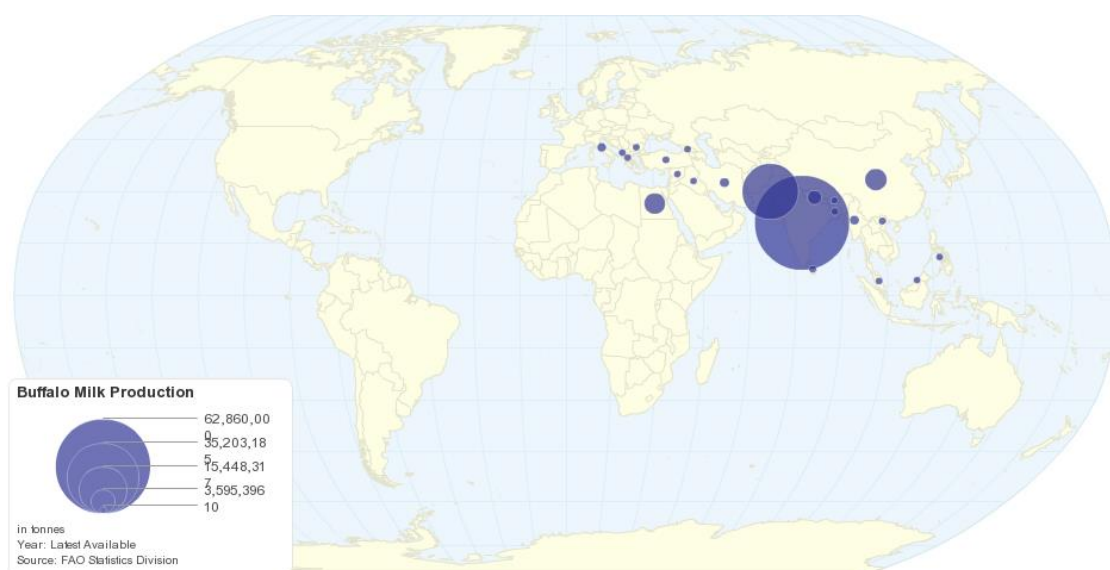 Buffalo Milk Production
62,860,00
0
35,203,18
5
15,448,31
7
3,595,396
10
in tonnes
Year: Latest Available
Source: FAO Statistics Division